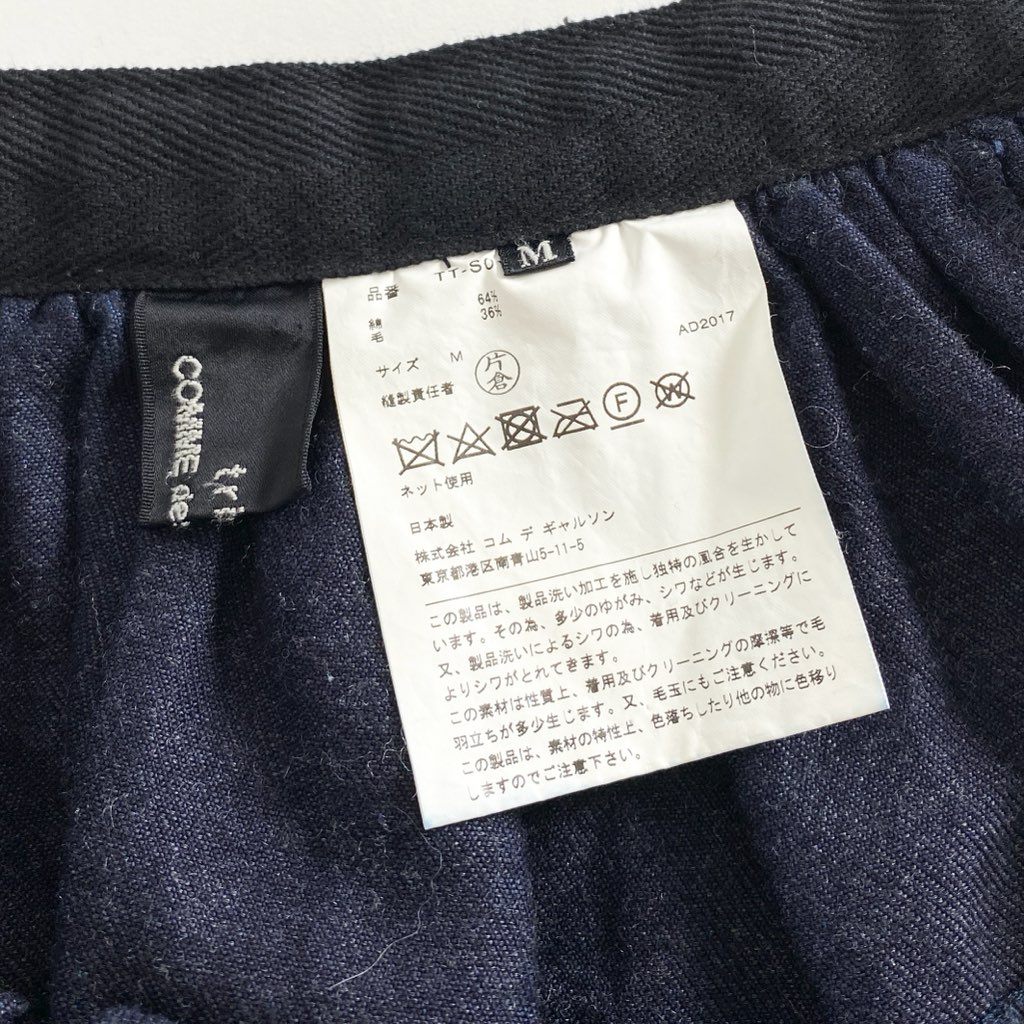 M
TT-S0
品番
綿 64%
毛 36%
AD2017
サイズ M
縫製責任者 片倉
F W
ネット使用
日本製
株式会社 コム デ ギャルソン
東京都港区南青山5-11-5
この製品は、製品洗い加工を施し独特の風合を生かして
います。その為、多少のゆがみ、シワなどが生じます。
又、製品洗いによるシワの為、着用及びクリーニングに
よりシワがとれてきます。
この素材は性質上、着用及びクリーニングの摩擦等で毛
羽立ちが多少生じます。又、毛玉にもご注意ください。
この製品は、素材の特性上、色落ちしたり他の物に色移り
しますのでご注意下さい。
tri
COMME des